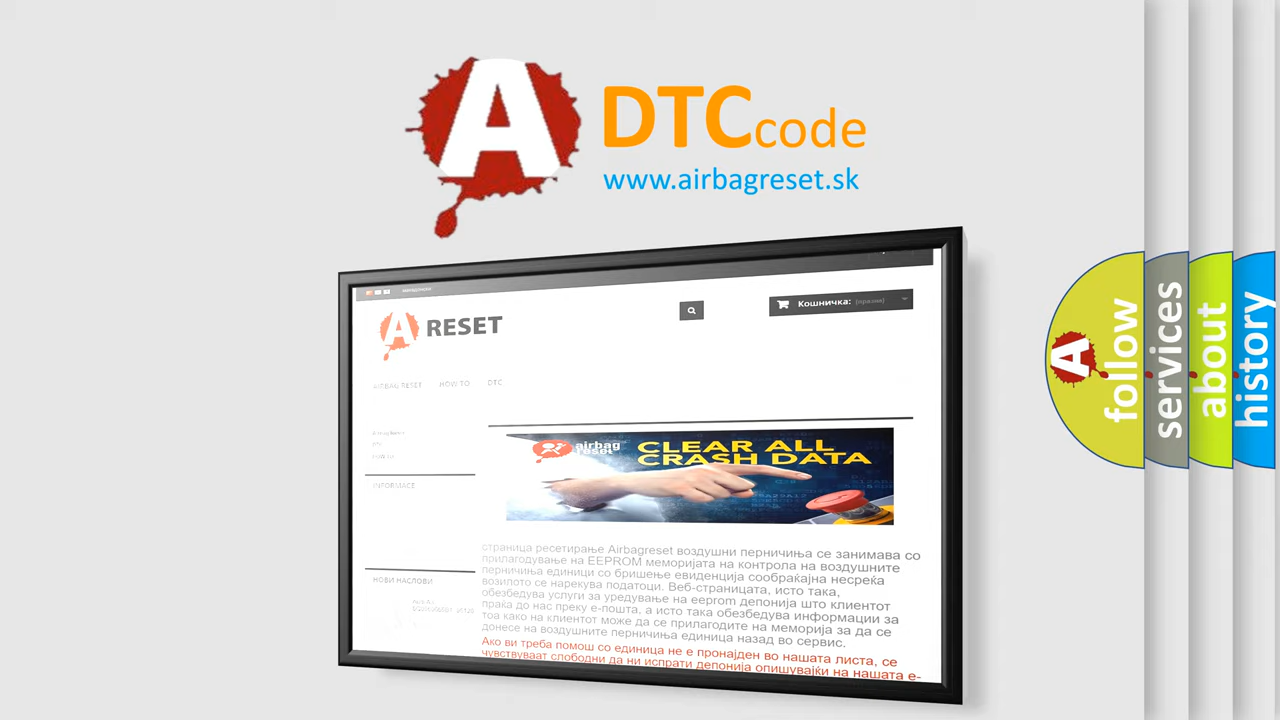 A
DTCcode
www.airbagreset.sk
Кошничка: (празна)
A RESET
AIRBAG RESET HOW TO DTC
airbag
reset
CLEAR ALL
CRASH DATA
INFORMACE
НОВИ НАСЛОВИ
страница ресетирање Airbagreset воздушни перничиња се занимава со
прилагодување на EEPROM меморијата на контрола на воздушните
перничиња единици со бришење евиденција сообраќајна несреќа
возилото се нарекува податоци. Веб-страницата, исто така,
обезбедува услуги за уредување на eeprom депонија што клиентот
праќа до нас преку е-пошта, а исто така обезбедува информации за
тоа како на клиентот може да се прилагодите на меморија за да се
донесе на воздушните перничиња единица назад во сервис.
Ако ви треба помош со единица не е пронајден во нашата листа, се
чувствуваат слободни да ни испрати депонија опишувајќи на нашата е-
A
follow
services
about
history